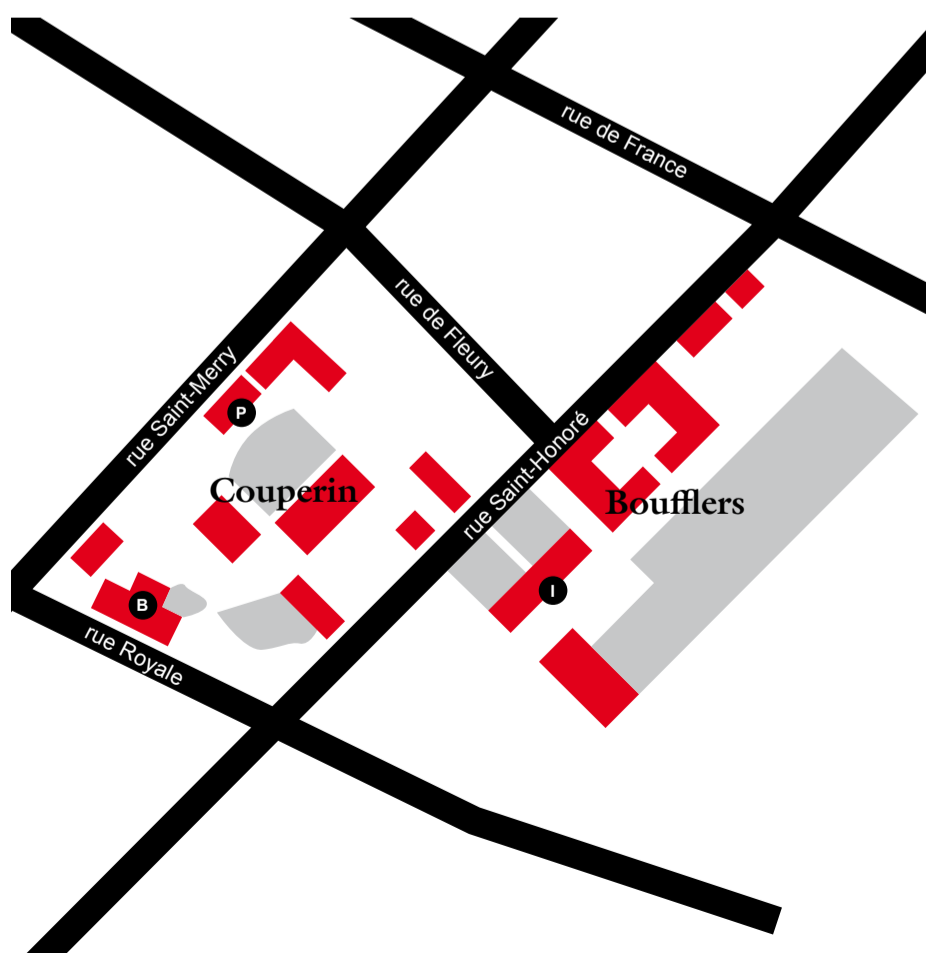 rue de France
rue de Fleury
rue Saint-Merry
P
rue Saint-Honoré
Couperin
Boufflers
I
B
rue Royale